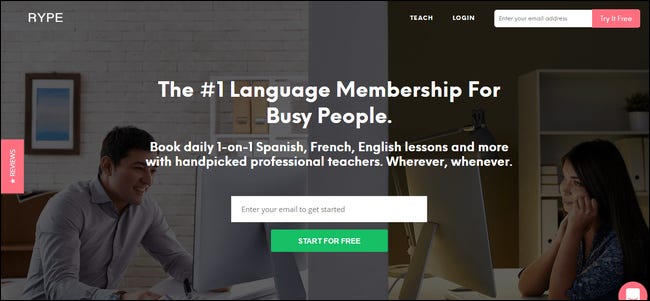 RYPE
TEACH
LOGIN
Enter your email address
Try It Free
The #1 Language Membership For
Busy People.
Book daily 1-on-1 Spanish, French, English lessons and more
with handpicked professional teachers. Wherever, whenever.
★ REVIEWS
Enter your email to get started
START FOR FREE